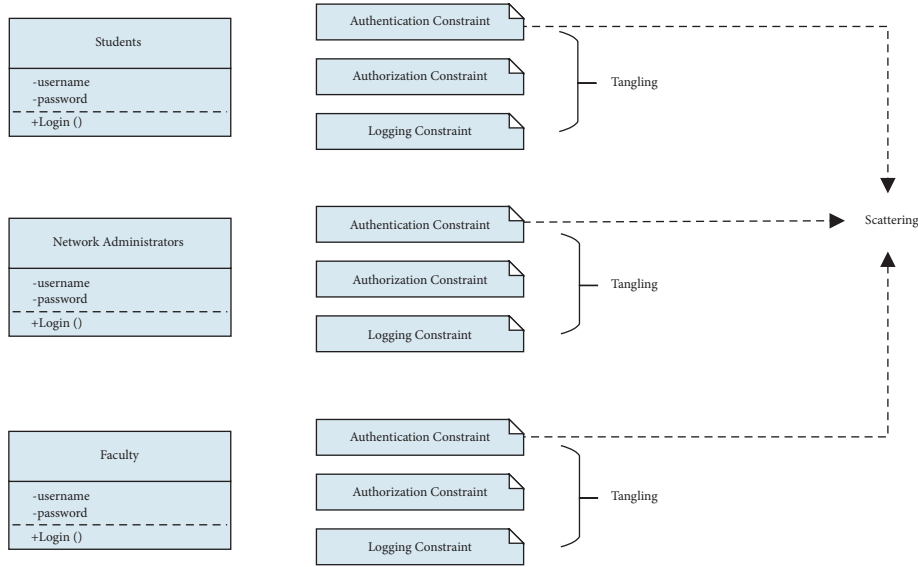 Students
-username
-password
+Login ()
Authentication Constraint
Authorization Constraint
Logging Constraint
Tangling
Network Administrators
-username
-password
+Login ()
Authentication Constraint
Authorization Constraint
Logging Constraint
Tangling
Scattering
Faculty
-username
-password
+Login ()
Authentication Constraint
Authorization Constraint
Logging Constraint
Tangling